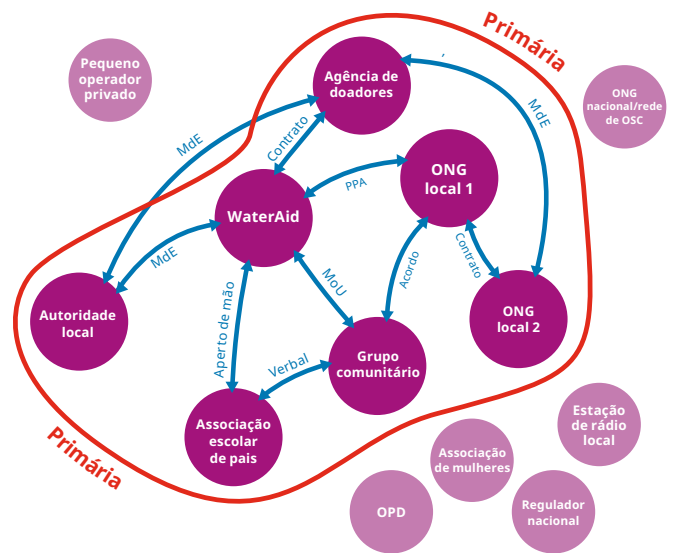 Primária
Pequeno
operador
privado
Agência de
doadores
,
ONG
nacional/rede
de OSC
MdE
MdE
Contrato
ONG
local 1
PPA
WaterAid
MdE
Acordo
Contrato
MoU
Autoridade
local
Aperto de mão
ONG
local 2
Grupo
comunitário
Verbal
Associação
escolar
de pais
Primária
Estação
de rádio
local
Associação
de mulheres
OPD
Regulador
nacional